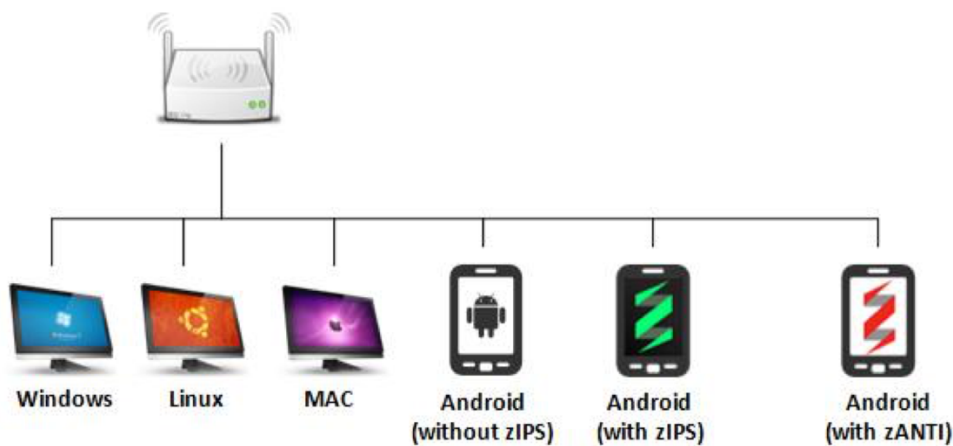 Windows
Linux
MAC
Android
(without zIPS)
Android
(with zIPS)
Android
(with zANTI)